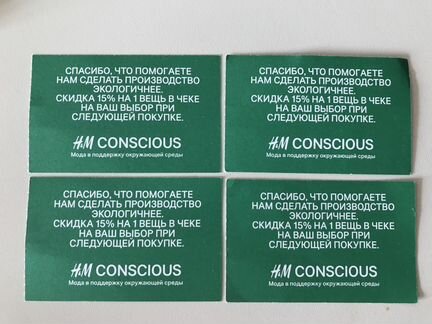 СПАСИБО, ЧТО ПОМОГАЕТЕ
НАМ СДЕЛАТЬ ПРОИЗВОДСТВО
ЭКОЛОГИЧНЕЕ.
СКИДКА 15% НА 1 ВЕЩЬ В ЧЕКЕ
НА ВАШ ВЫБОР ПРИ
СЛЕДУЮЩЕЙ ПОКУПКЕ.
H&M CONSCIOUS
Мода в поддержку окружающей среды
СПАСИБО, ЧТО ПОМОГАЕТЕ
НАМ СДЕЛАТЬ ПРОИЗВОДСТВО
ЭКОЛОГИЧНЕЕ.
СКИДКА 15% НА 1 ВЕЩЬ В ЧЕКЕ
НА ВАШ ВЫБОР ПРИ
СЛЕДУЮЩЕЙ ПОКУПКЕ.
H&M CONSCIOUS
Мода в поддержку окружающей среды
СПАСИБО, ЧТО ПОМОГАЕТЕ
НАМ СДЕЛАТЬ ПРОИЗВОДСТВО
ЭКОЛОГИЧНЕЕ.
СКИДКА 15% НА 1 ВЕЩЬ В ЧЕКЕ
НА ВАШ ВЫБОР ПРИ
СЛЕДУЮЩЕЙ ПОКУПКЕ.
H&M CONSCIOUS
Мода в поддержку окружающей среды
СПАСИБО, ЧТО ПОМОГАЕТЕ
НАМ СДЕЛАТЬ ПРОИЗВОДСТВО
ЭКОЛОГИЧНЕЕ.
СКИДКА 15% НА 1 ВЕЩЬ В ЧЕКЕ
НА ВАШ ВЫБОР ПРИ
СЛЕДУЮЩЕЙ ПОКУПКЕ.
H&M CONSCIOUS
Мода в поддержку окружающей среды